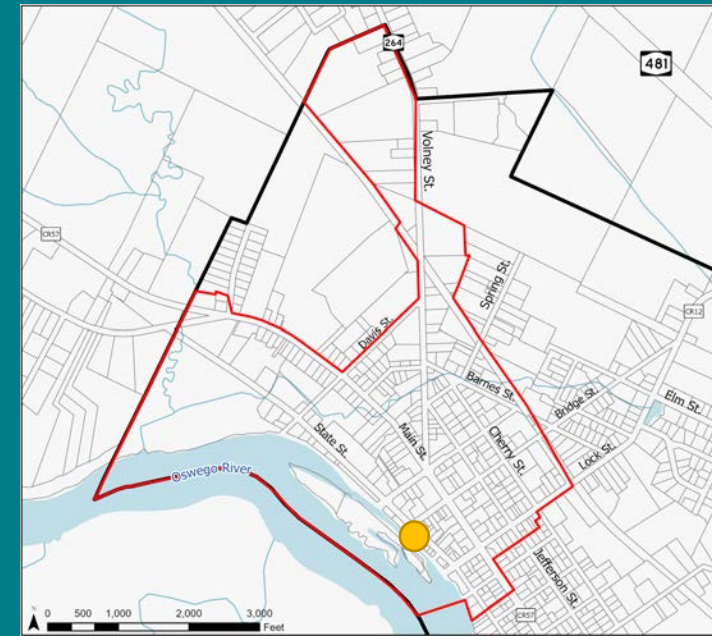 264
481
Volney St.
CR57
Spring St.
CR12
Davis St.
Barnes St.
Bridge St.
Elm St.
State St.
Main St.
Cherry St.
Lock St.
Oswego River
Jefferson St.
CR57
N
0 500 1,000 2,000 3,000
Feet